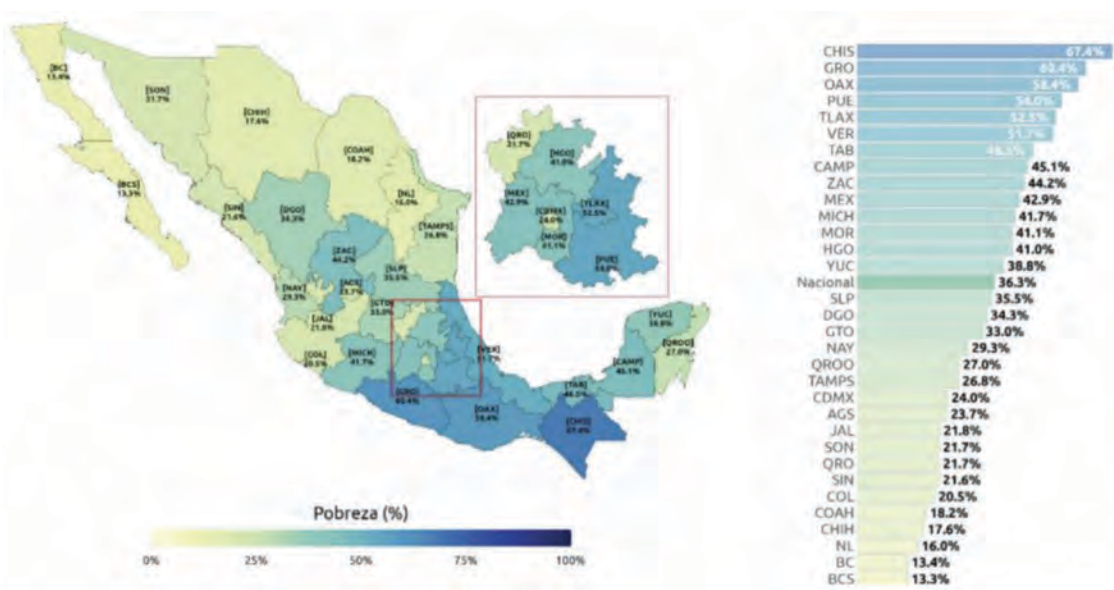 [BC]
13.4%
[SON]
21.7%
[CHIH]
17.6%
[COAH]
18.2%
[BCS]
13.3%
[SIN]
21.6%
[DGO]
34.3%
[NL]
16.0%
[TAMPS]
26.8%
[ZAC]
44.2%
[SLP]
35.5%
[NAY]
29.3%
[AGS]
23.7%
[GTO]
33.0%
[JAL]
21.8%
[COL]
20.5%
[MICH]
41.7%
[VER]
51.7%
[GRO]
60.4%
[OAX]
58.4%
[TAB]
[CHIS]
67.4%
[CAMP]
45.1%
[YUC]
38.8%
[QROO]
27.0%
[QRO]
21.7%
[HGO]
41.0%
[MEX]
42.9%
[CDMX]
24.0%
[TLAX]
52.5%
[MOR]
41.1%
[PUE]
54.0%
Pobreza (%)
0% 25% 50% 75% 100%
CHIS 67.4%
GRO 60.4%
OAX 58.4%
PUE 54.0%
TLAX 52.5%
VER 51.7%
TAB
CAMP 45.1%
ZAC 44.2%
MEX 42.9%
MICH 41.7%
MOR 41.1%
HGO 41.0%
YUC 38.8%
Nacional 36.3%
SLP 35.5%
DGO 34.3%
GTO 33.0%
NAY 29.3%
QROO 27.0%
TAMPS 26.8%
CDMX 24.0%
AGS 23.7%
JAL 21.8%
SON 21.7%
QRO 21.7%
SIN 21.6%
COL 20.5%
COAH 18.2%
CHIH 17.6%
NL 16.0%
BC 13.4%
BCS 13.3%